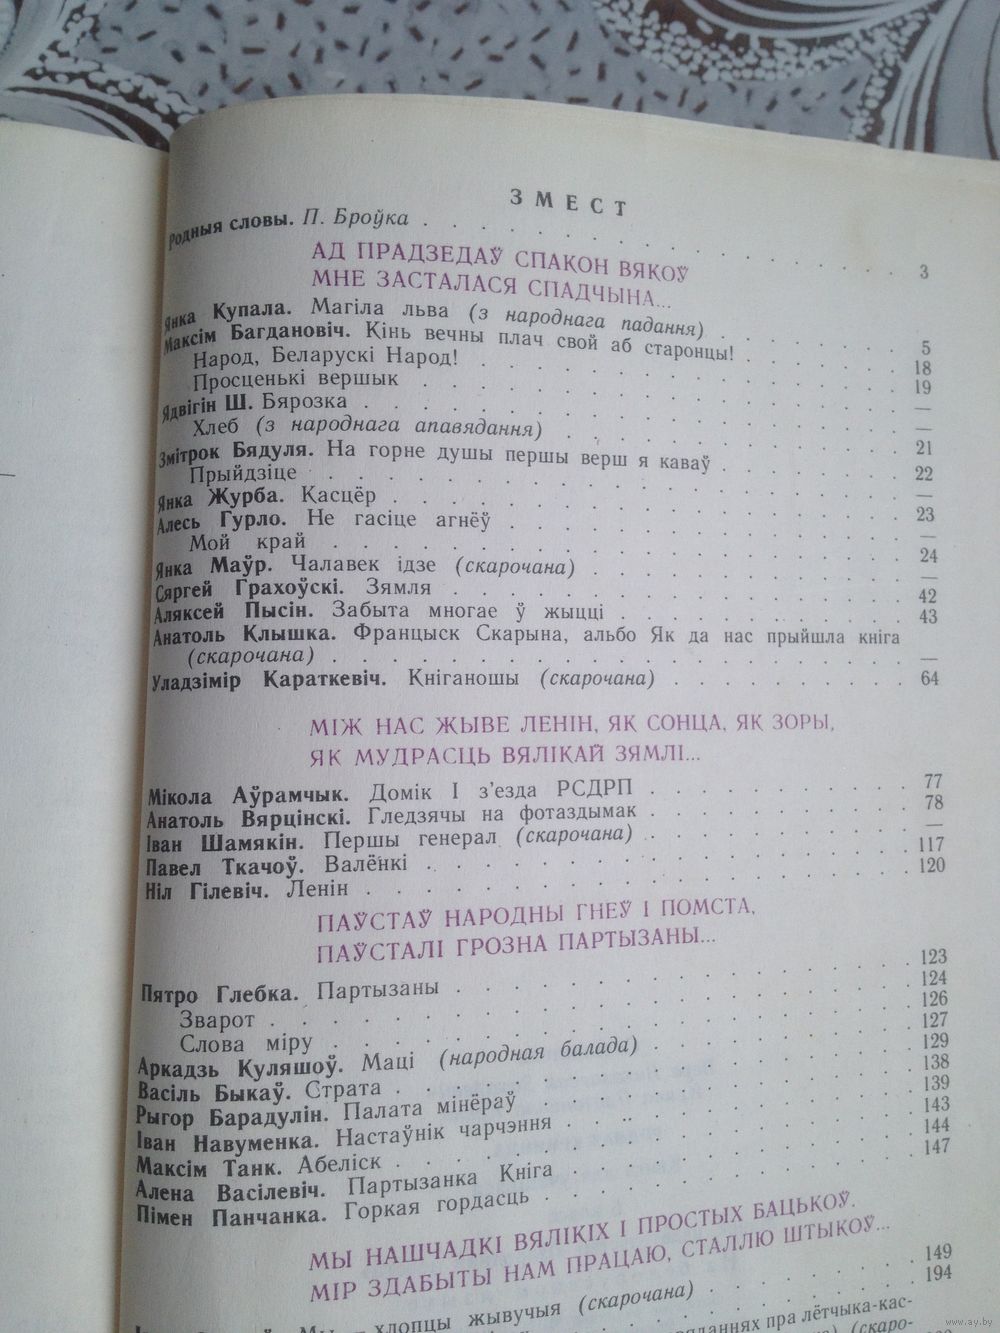 ЗМЕСТ
Родныя словы. П. Броўка . . . . . . . . . . . 3
АД ПРАДЗЕДАЎ СПАКОН ВЯКОЎ
МНЕ ЗАСТАЛАСЯ СПАДЧЫНА...
Янка Купала. Магіла льва (з народнага падання) . . . . . 5
Максім Багдановіч. Кінь вечны плач свой аб старонцы! . . . . 18
Народ, Беларускі Народ! . . . . . . . . . . 19
Просценькі вершык . . . . . . . . . . . —
Ядвігін Ш. Бярозка . . . . . . . . . . . —
Хлеб (з народнага апавядання) . . . . . . . . 21
Змітрок Бядуля. На горне душы першы верш я каваў . . . . 22
Прыйдзіце . . . . . . . . . . . . —
Янка Журба. Касцёр . . . . . . . . . . . 23
Алесь Гурло. Не гасіце агнёў . . . . . . . . . —
Мой край . . . . . . . . . . . . 24
Янка Маўр. Чалавек ідзе (скарочана) . . . . . . . —
Сяргей Грахоўскі. Зямля . . . . . . . . . . 42
Аляксей Пысін. Забыта многае ў жыцці . . . . . . . 43
Анатоль Клышка. Францыск Скарына, альбо Як да нас прыйшла кніга
(скарочана) . . . . . . . . . . . . —
Уладзімір Караткевіч. Кніганошы (скарочана) . . . . . . 64
МІЖ НАС ЖЫВЕ ЛЕНІН, ЯК СОНЦА, ЯК ЗОРЫ,
ЯК МУДРАСЦЬ ВЯЛІКАЙ ЗЯМЛІ...
Мікола Аўрамчык. Домік I з'езда РСДРП . . . . . . . 77
Анатоль Вярцінскі. Гледзячы на фотаздымак . . . . . . 78
Іван Шамякін. Першы генерал (скарочана) . . . . . . . —
Павел Ткачоў. Валёнкі . . . . . . . . . . 117
Ніл Гілевіч. Ленін . . . . . . . . . . . 120
ПАЎСТАЎ НАРОДНЫ ГНЕЎ І ПОМСТА,
ПАЎСТАЛІ ГРОЗНА ПАРТЫЗАНЫ...
Пятро Глебка. Партызаны . . . . . . . . . . 123
Зварот . . . . . . . . . . . . . 124
Слова міру . . . . . . . . . . . . 126
Аркадзь Куляшоў. Маці (народная балада) . . . . . . . 127
Васіль Быкаў. Страта . . . . . . . . . . . 129
Рыгор Барадулін. Палата мінёраў . . . . . . . . 138
Іван Навуменка. Настаўнік чарчэння . . . . . . . . 139
Максім Танк. Абеліск . . . . . . . . . . . 143
Алена Васілевіч. Партызанка Кніга . . . . . . . . 144
Пімен Панчанка. Горкая гордасць . . . . . . . . 147
МЫ НАШЧАДКІ ВЯЛІКІХ І ПРОСТЫХ БАЦЬКОЎ.
МІР ЗДАБЫТЫ НАМ ПРАЦАЮ, СТАЛЛЮ ШТЫКОЎ...
хлопцы жывучыя (скарочана) . . . . . . 149
194
пра лётчыка-кас-
(скаро-
www.ay.by